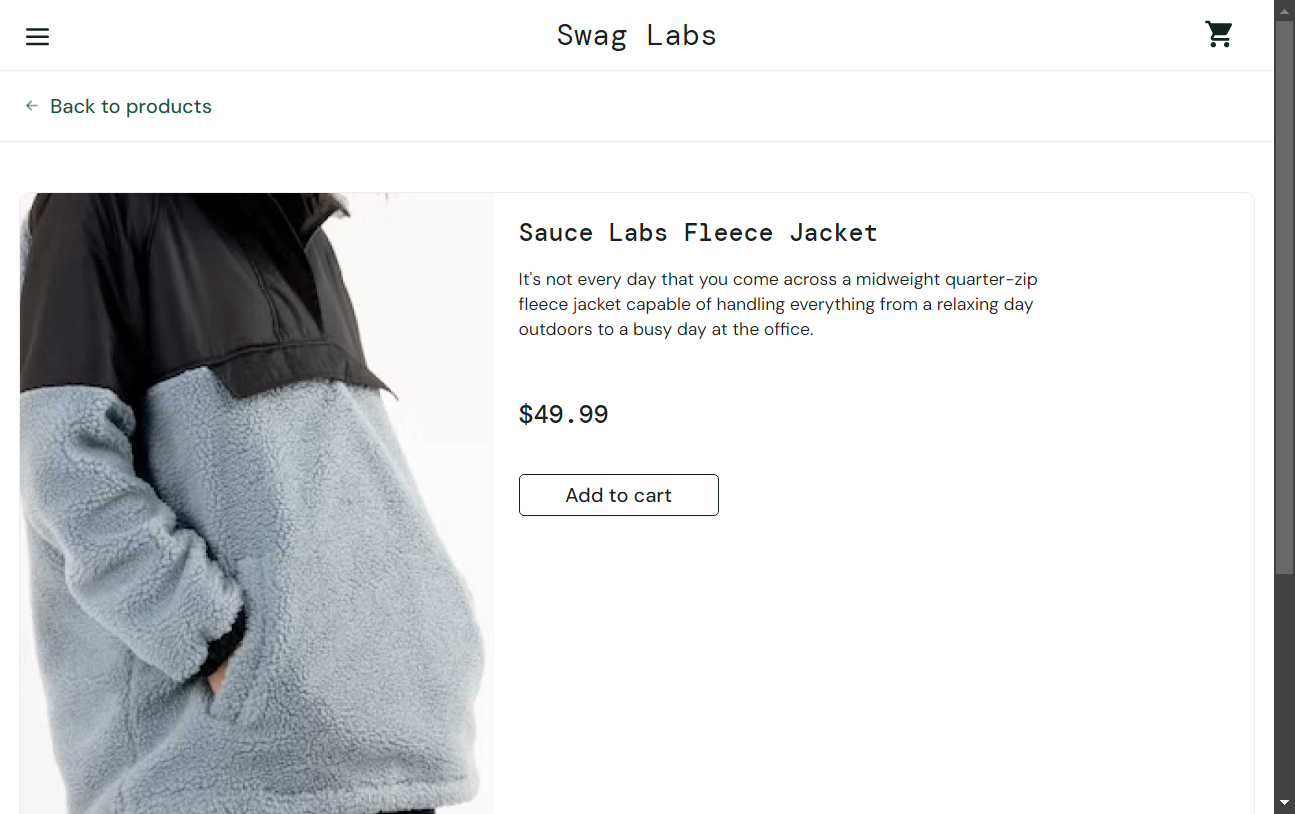 Swag Labs
Back to products
Sauce Labs Fleece Jacket
It's not every day that you come across a midweight quarter-zip
fleece jacket capable of handling everything from a relaxing day
outdoors to a busy day at the office.
$49.99
Add to cart